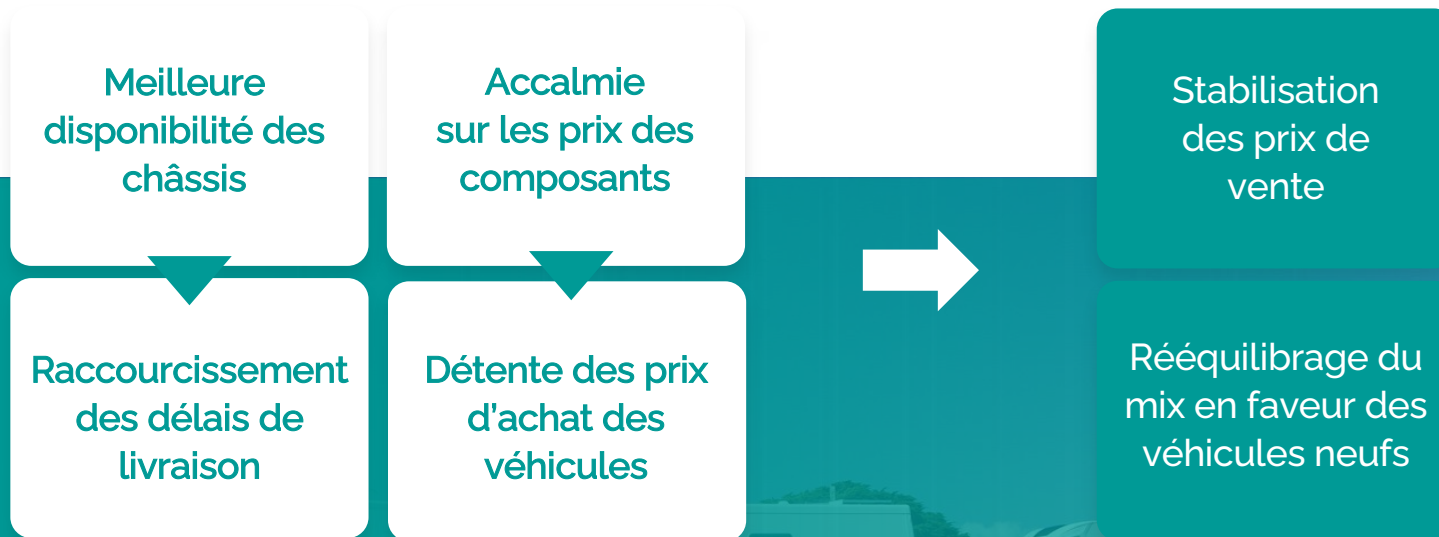 Meilleure
disponibilité des
châssis
Raccourcissement
des délais de
livraison
Accalmie
sur les prix des
composants
Détente des prix
d'achat des
véhicules
Stabilisation
des prix de
vente
Rééquilibrage du
mix en faveur des
véhicules neufs